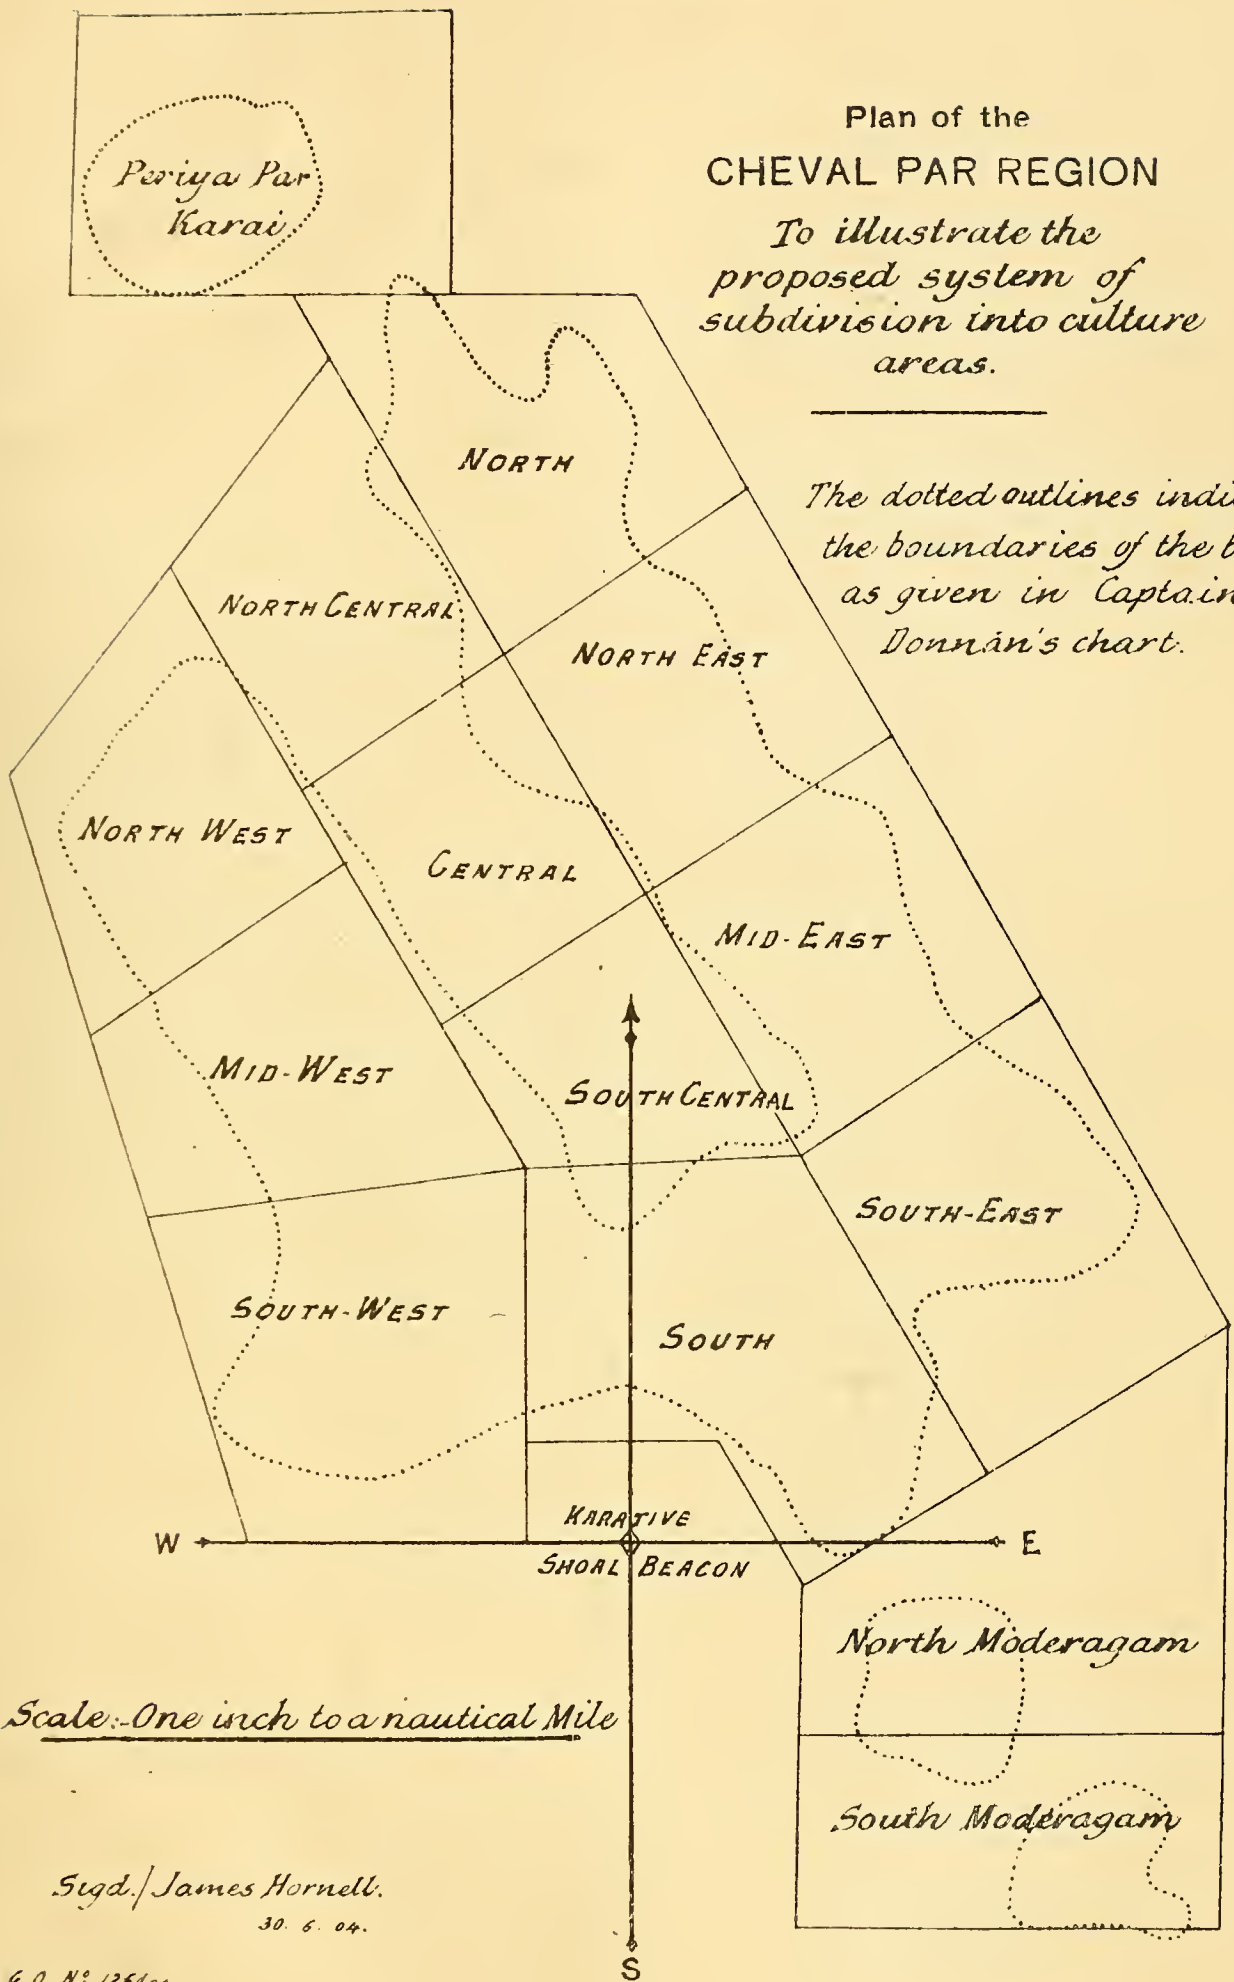 Plan of the
CHEVAL PAR REGION
To illustrate the
proposed system of
subdivision into culture
areas.
The dotted outlines
the boundaries of the
as given in Captain
Donnan's chart.
Periya Par
Karai
NORTH
NORTH CENTRAL
NORTH EAST
NORTH WEST
CENTRAL
MID-EAST
MID-WEST
SOUTH CENTRAL
SOUTH-EAST
SOUTH-WEST
SOUTH
KARATIVE
W
E
SHOAL BEACON
North Moderagam
Scale:-One inch to a nautical Mile
South Moderagam
Sigd./James Hornell.
30. 6. 04.
S